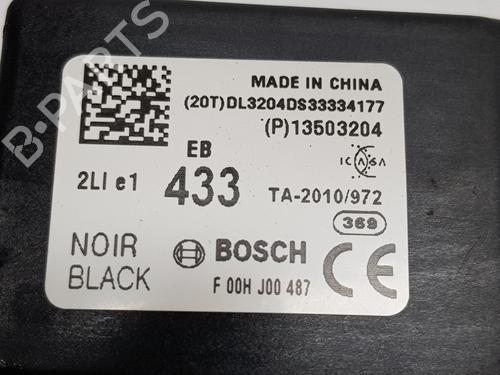 B-PARTS
MADE IN CHINA
(20T)DL3204DS33334177
(P)13503204
EB
ICASA
2LI e1
433
TA-2010/972
369
NOIR
BLACK
BOSCH
F 00H J00 487
CE